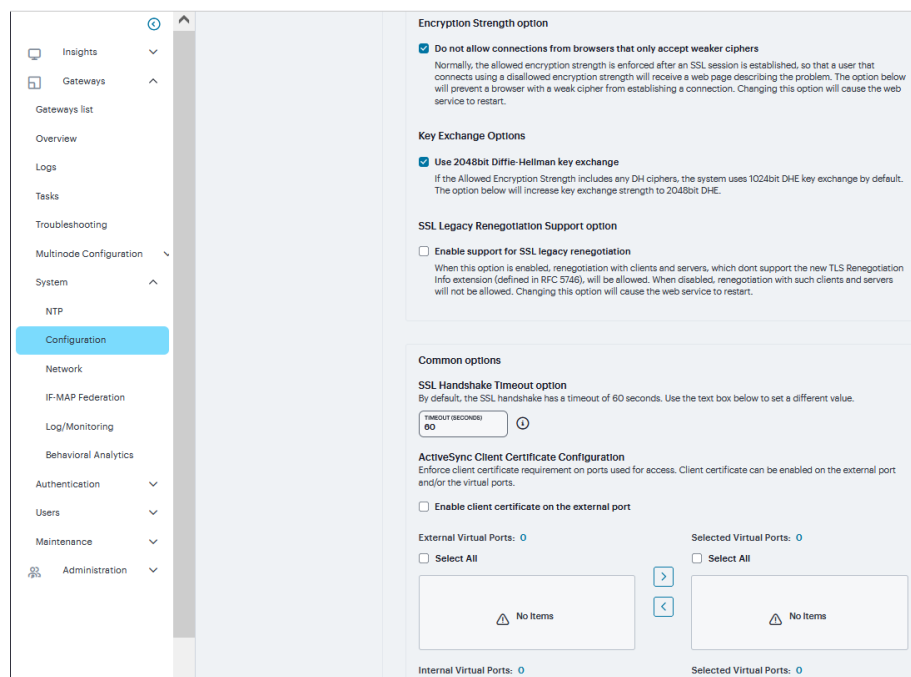 Insights
Gateways
Gateways list
Overview
Logs
Tasks
Troubleshooting
Multinode Configuration
System
NTP
Configuration
Network
IF-MAP Federation
Log/Monitoring
Behavioral Analytics
Authentication
Users
Maintenance
Administration
Encryption Strength option
Do not allow connections from browsers that only accept weaker ciphers
Normally, the allowed encryption strength is enforced after an SSL session is established, so that a user that
connects using a disallowed encryption strength will receive a web page describing the problem. The option below
will prevent a browser with a weak cipher from establishing a connection. Changing this option will cause the web
service to restart.
Key Exchange Options
Use 2048bit Diffie-Hellman key exchange
If the Allowed Encryption Strength includes any DH ciphers, the system uses 1024bit DHE key exchange by default.
The option below will increase key exchange strength to 2048bit DHE.
SSL Legacy Renegotiation Support option
Enable support for SSL legacy renegotiation
When this option is enabled, renegotiation with clients and servers, which dont support the new TLS Renegotiation
Info extension (defined in RFC 5746), will be allowed. When disabled, renegotiation with such clients and servers
will not be allowed. Changing this option will cause the web service to restart.
Common options
SSL Handshake Timeout option
By default, the SSL handshake has a timeout of 60 seconds. Use the text box below to set a different value.
TIMEOUT (SECONDS)
60
ActiveSync Client Certificate Configuration
Enforce client certificate requirement on ports used for access. Client certificate can be enabled on the external port
and/or the virtual ports.
Enable client certificate on the external port
External Virtual Ports: 0
Selected Virtual Ports: 0
Select All
Select All
No Items
No Items
Internal Virtual Ports: 0
Selected Virtual Ports: 0